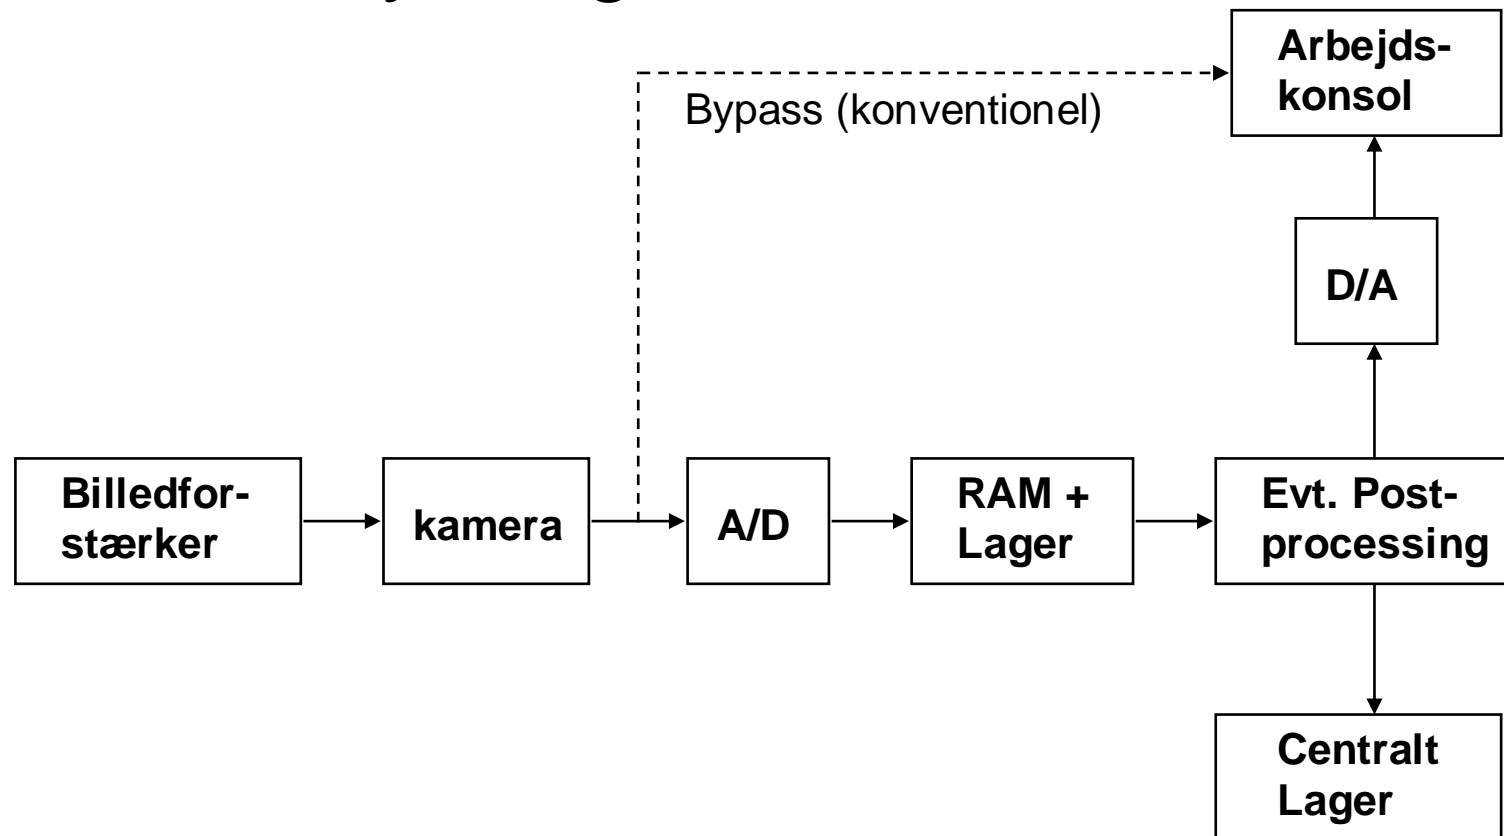 Arbejds-
konsol
Bypass (konventionel)
D/A
Billedfor-
stærker
kamera
A/D
RAM +
Lager
Evt. Post-
processing
Centralt
Lager